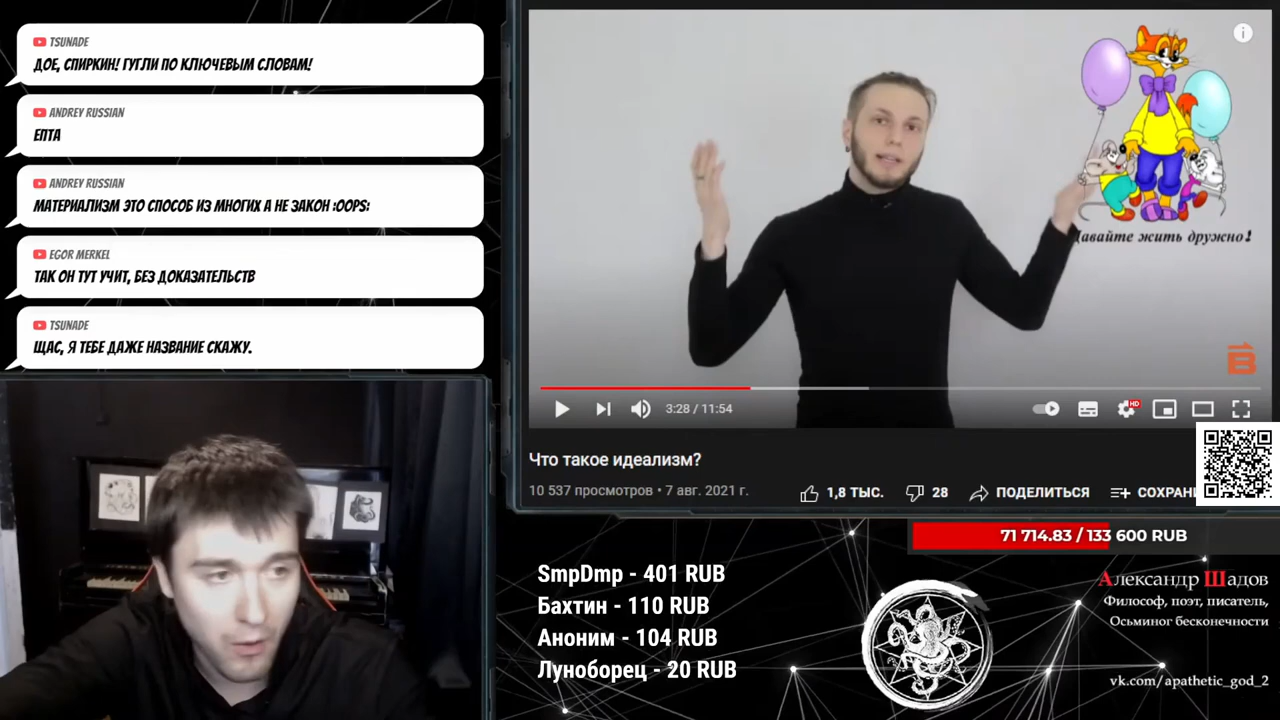 TSUNADE
ДОЕ, СПИРКИН! ГУГЛИ ПО КЛЮЧЕВЫМ СЛОВАМ!
ANDREY RUSSIAN
ЕПТА
ANDREY RUSSIAN
МАТЕРИАЛИЗМ ЭТО СПОСОБ ИЗ МНОГИХ А НЕ ЗАКОН :OOPS:
EGOR MERKEL
ТАК ОН ТУТ УЧИТ, БЕЗ ДОКАЗАТЕЛЬСТВ
TSUNADE
ЩАС, Я ТЕБЕ ДАЖЕ НАЗВАНИЕ СКАЖУ.
Давайте жить дружно!
B
3:28 / 11:54
HD
Что такое идеализм?
10 537 просмотров • 7 авг. 2021 г.
1,8 ТЫС.
28
ПОДЕЛИТЬСЯ
СОХРАН
71 714.83 / 133 600 RUB
SmpDmp - 401 RUB
Бахтин - 110 RUB
Аноним - 104 RUB
Луноборец - 20 RUB
Александр Шадов
Философ, поэт, писатель,
Осьминог бесконечности
vk.com/apathetic_god_2